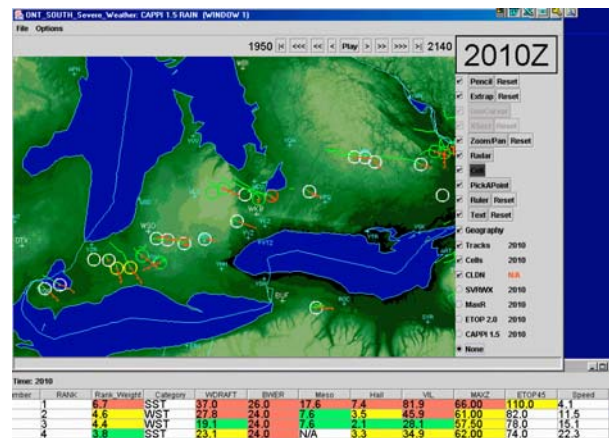 ONT_SOUTH_Severe_Weather: CAPPI 1.5 RAIN (WINDOW 1)
File Options
1950 |< <<< << < Play > >> >>> >| 2140
2010Z
Pencil Reset
Extrap Reset
Zoom/Pan Reset
Radar
Cell
PickAPoint
Ruler Reset
Text Reset
Geography
Tracks 2010
Cells 2010
CLDN N/A
SVRWX 2010
MaxR 2010
ETOP 2.0 2010
CAPPI 1.5 2010
None
DTX
WSO
BUF
Time: 2010
mber RANK Rank_Weight Category WDRAFT BWER Meso Hail VIL MAXZ ETOP45 Speed
1 6.7 SST 37.0 26.0 17.6 7.4 81.9 66.00 110.0 4.1
2 4.6 WST 27.8 24.0 7.6 3.5 45.9 61.00 82.0 11.5
3 4.4 WST 19.1 24.0 7.6 2.1 28.1 57.50 78.0 15.1
4 3.8 SST 23.1 24.0 N/A 3.3 34.9 62.00 74.0 22.3